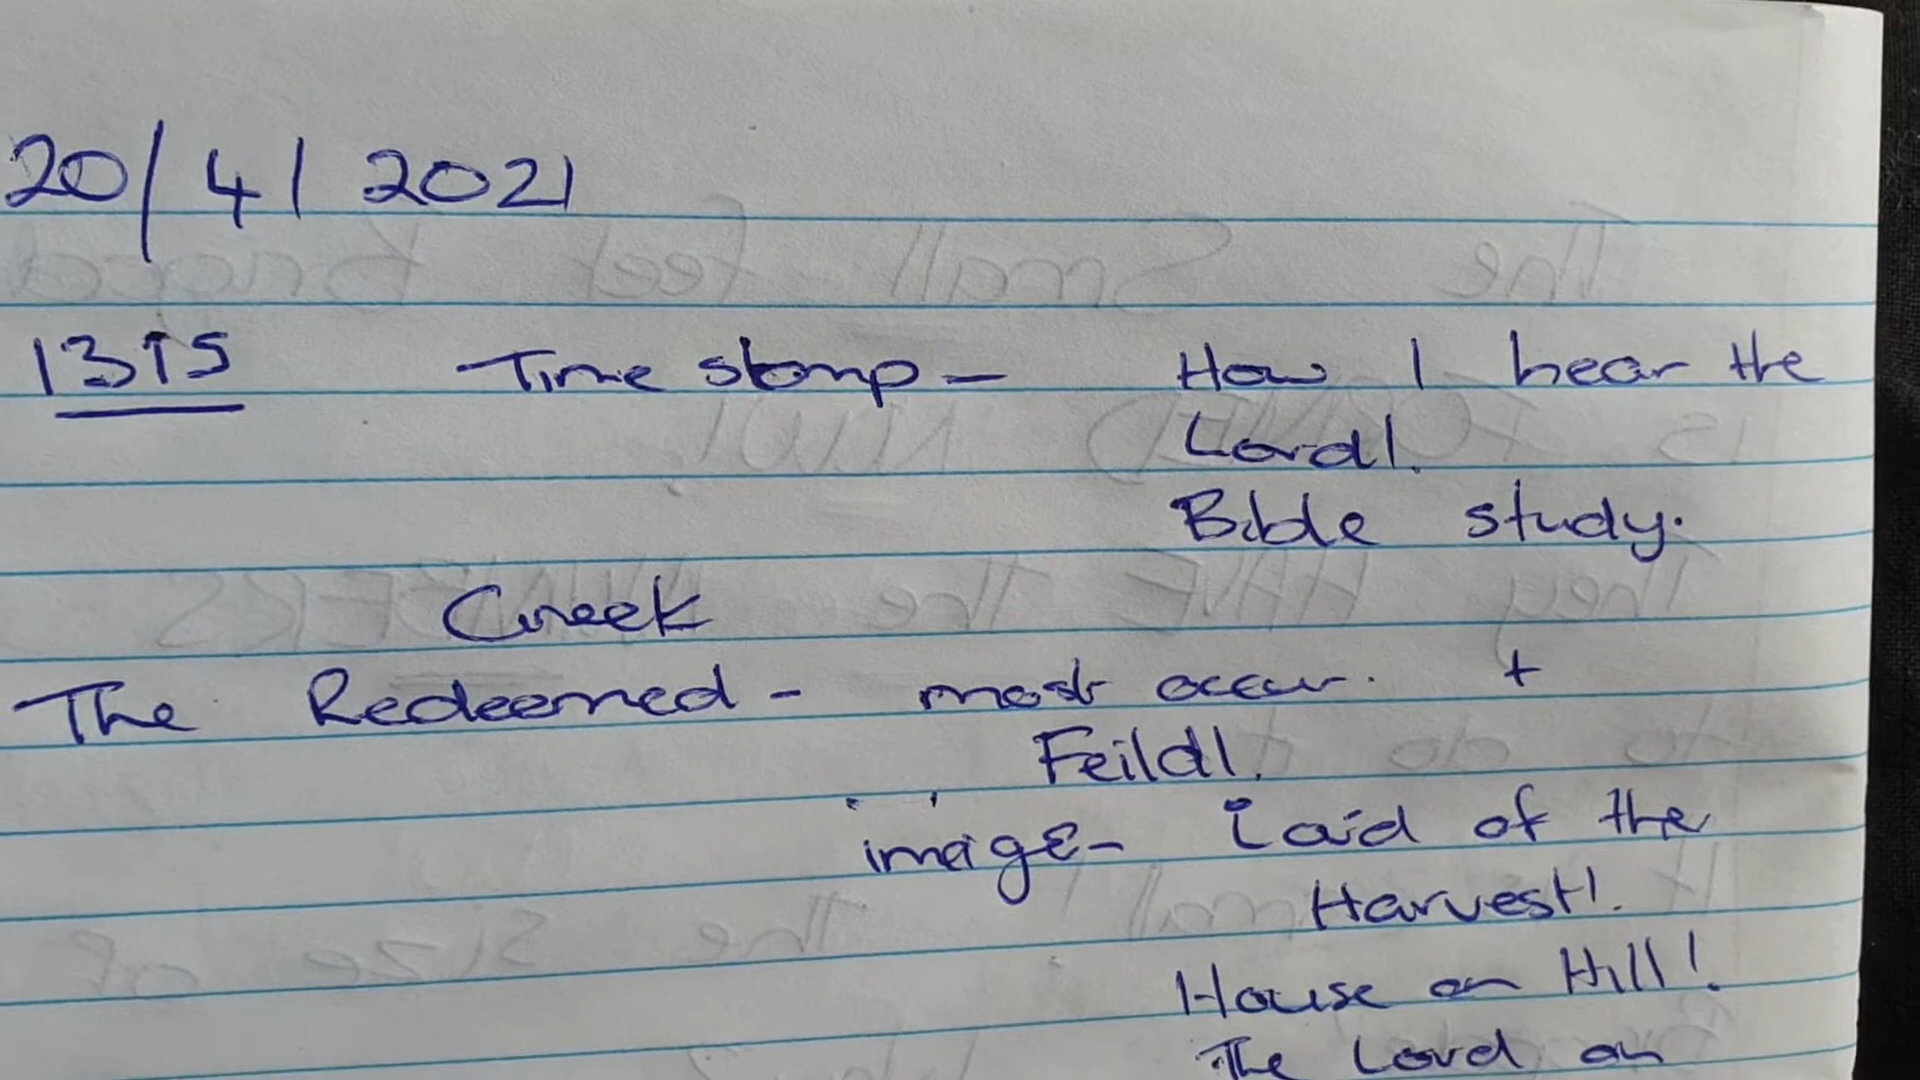 20/4/2021
1315 Time stamp - How I hear the
Lord!.
Bible study.
Creek
The Redeemed - most occur. +
Feild!.
image - Laid of the
Harvest!.
House on Hill!.
The Lord on